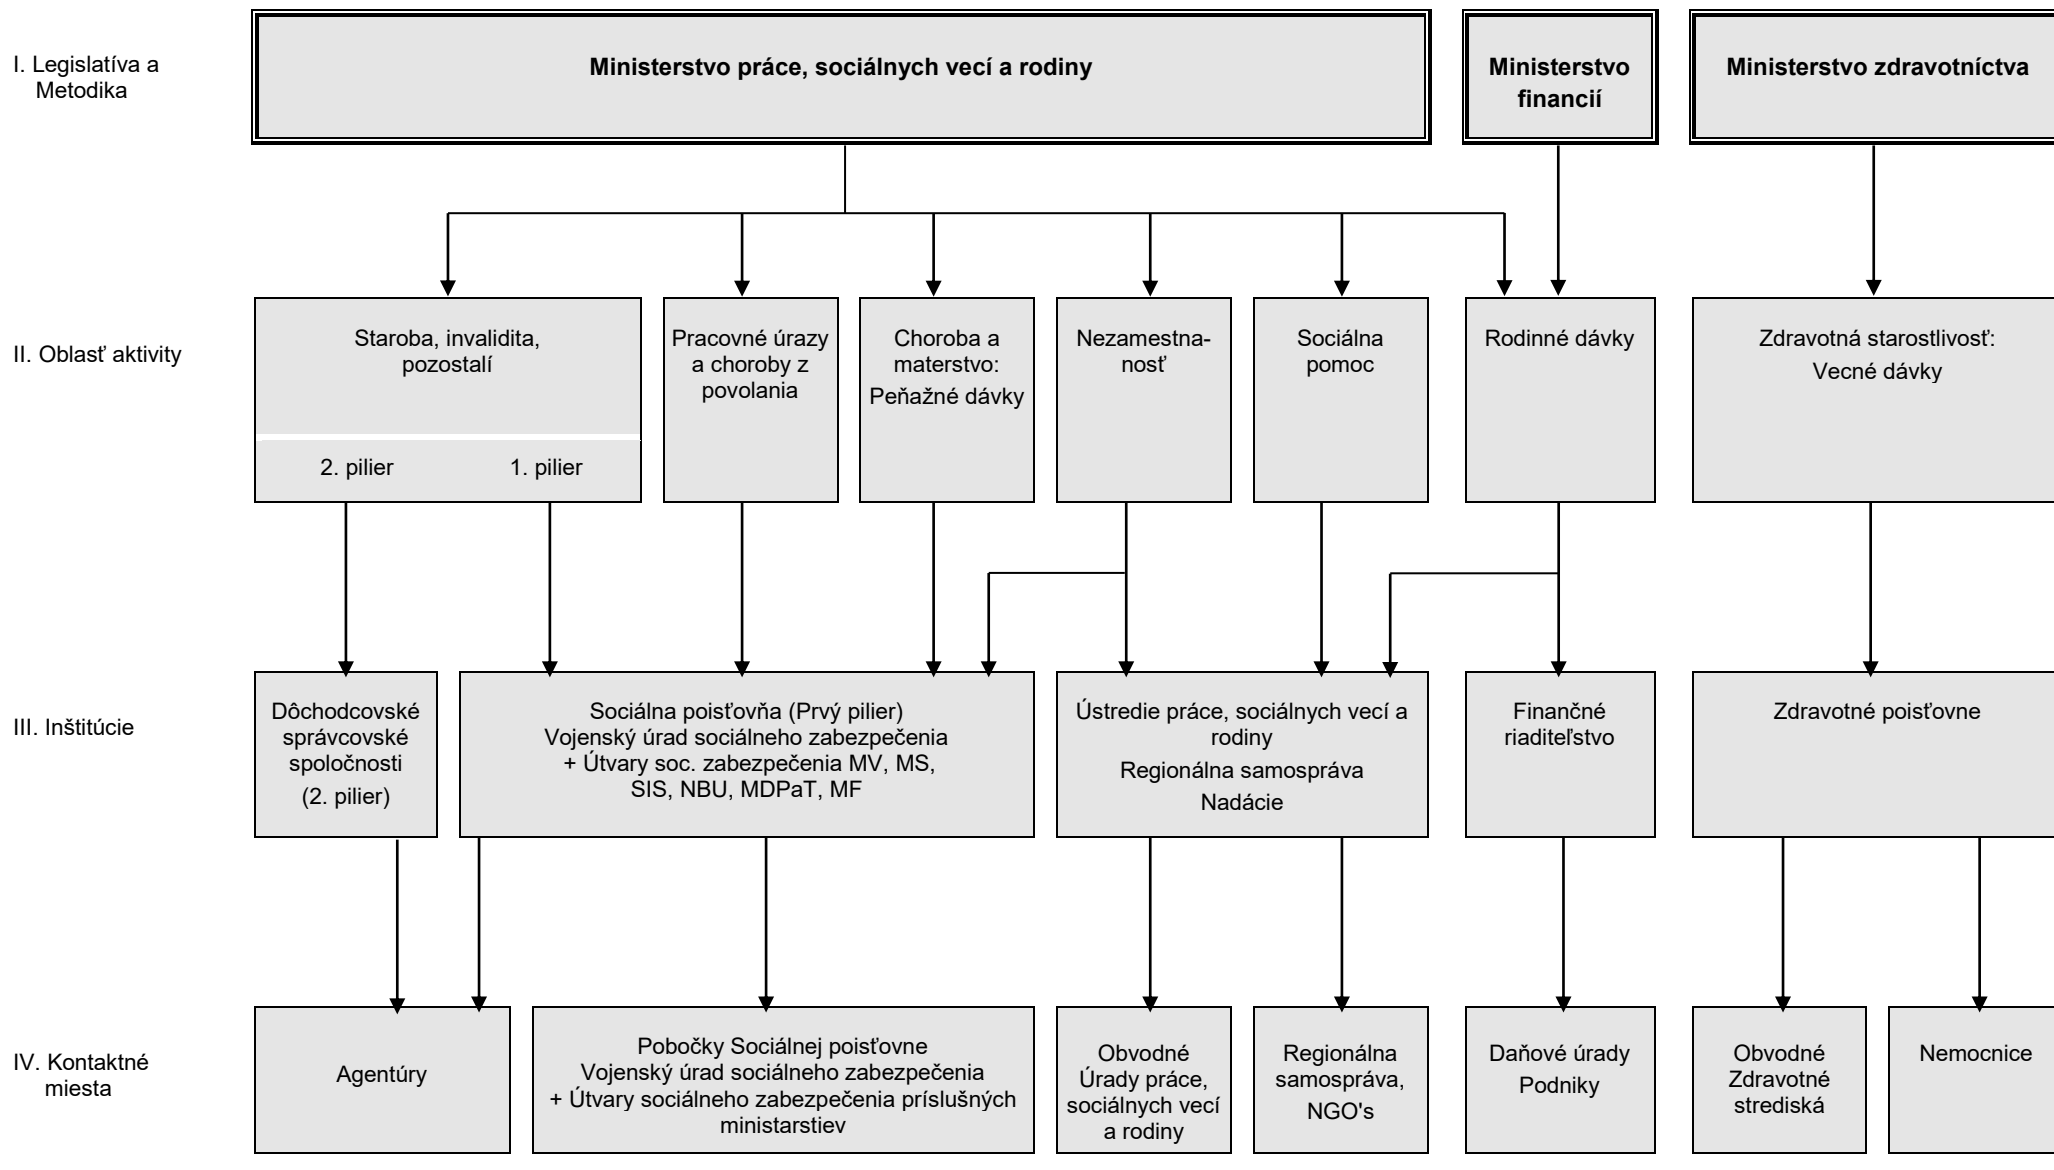 I. Legislatíva a
Metodika
Ministerstvo práce, sociálnych vecí a rodiny
Ministerstvo
financií
Ministerstvo zdravotníctva
II. Oblasť aktivity
Staroba, invalidita,
pozostalí
2. pilier
1. pilier
Pracovné úrazy
a choroby z
povolania
Choroba a
materstvo:
Peňažné dávky
Nezamestna-
nosť
Sociálna
pomoc
Rodinné dávky
Zdravotná starostlivosť:
Vecné dávky
III. Inštitúcie
Dôchodcovské
správcovské
spoločnosti
(2. pilier)
Sociálna poisťovňa (Prvý pilier)
Vojenský úrad sociálneho zabezpečenia
+ Útvary soc. zabezpečenia MV, MS,
SIS, NBU, MDPaT, MF
Ústredie práce, sociálnych vecí a
rodiny
Regionálna samospráva
Nadácie
Finančné
riaditeľstvo
Zdravotné poisťovne
IV. Kontaktné
miesta
Agentúry
Pobočky Sociálnej poisťovne
Vojenský úrad sociálneho zabezpečenia
+ Útvary sociálneho zabezpečenia príslušných
ministarstiev
Obvodné
Úrady práce,
sociálnych vecí
a rodiny
Regionálna
samospráva,
NGO's
Daňové úrady
Podniky
Obvodné
Zdravotné
strediská
Nemocnice